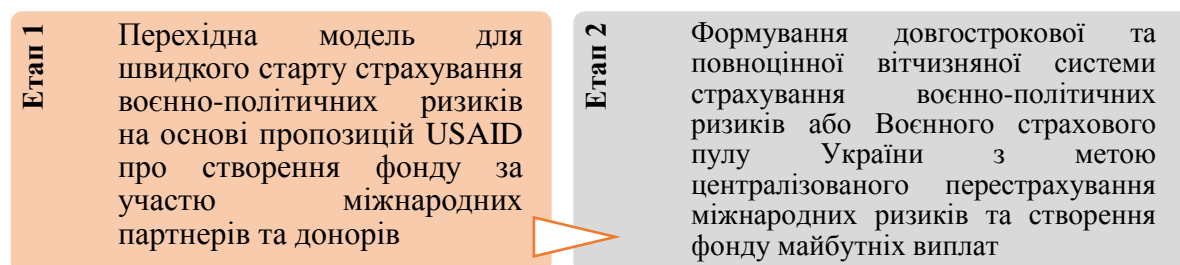 Етап 1
Перехідна модель для
швидкого старту страхування
воєнно-політичних ризиків
на основі пропозицій USAID
про створення фонду за
участю міжнародних
партнерів та донорів
Етап 2
Формування довгострокової та
повноцінної вітчизняної системи
страхування воєнно-політичних
ризиків або Воєнного страхового
пулу України з метою
централізованого перестрахування
міжнародних ризиків та створення
фонду майбутніх виплат